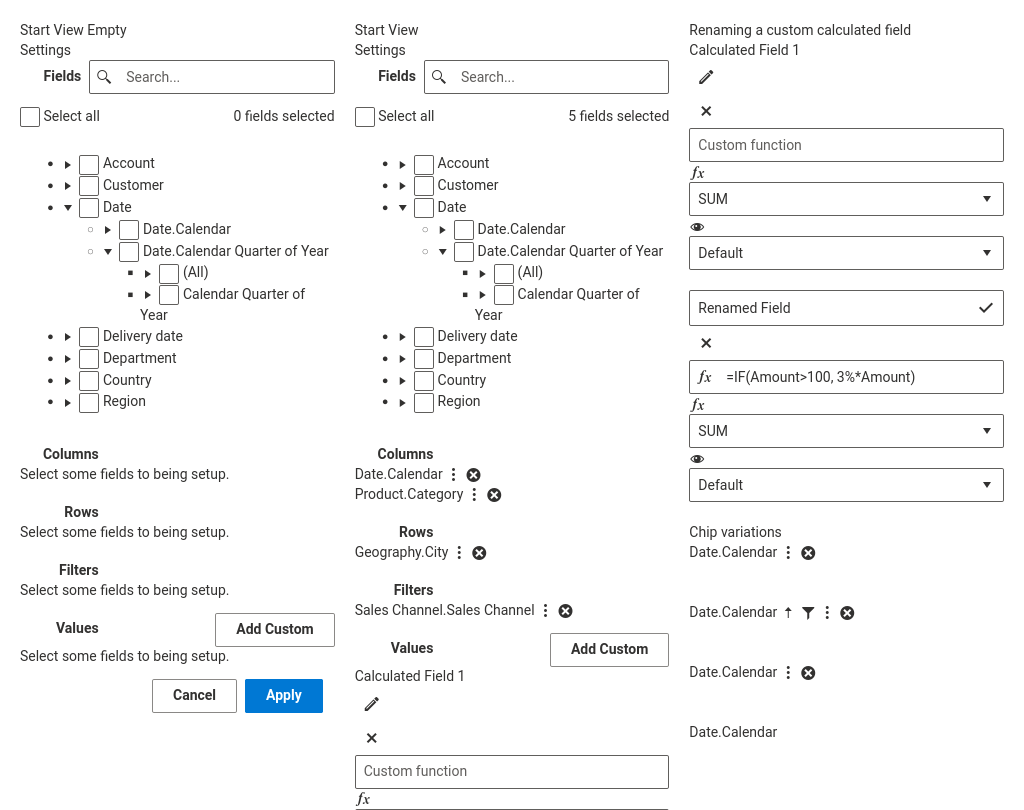 Start View Empty
Settings
Fields
Search...
Select all
0 fields selected
Account
Customer
Date
Date.Calendar
Date.Calendar Quarter of Year
(All)
Calendar Quarter of
Year
Delivery date
Department
Country
Region
Columns
Select some fields to being setup.
Rows
Select some fields to being setup.
Filters
Select some fields to being setup.
Values
Add Custom
Select some fields to being setup.
Cancel
Apply
Start View
Settings
Fields
Search...
Select all
5 fields selected
Account
Customer
Date
Date.Calendar
Date.Calendar Quarter of Year
(All)
Calendar Quarter of
Year
Delivery date
Department
Country
Region
Columns
Date.Calendar
Product.Category
Rows
Geography.City
Filters
Sales Channel.Sales Channel
Values
Add Custom
Calculated Field 1
Custom function
fx
Renaming a custom calculated field
Calculated Field 1
Custom function
fx
SUM
Default
Renamed Field
fx =IF(Amount>100, 3%*Amount)
fx
SUM
Default
Chip variations
Date.Calendar
Date.Calendar
Date.Calendar
Date.Calendar